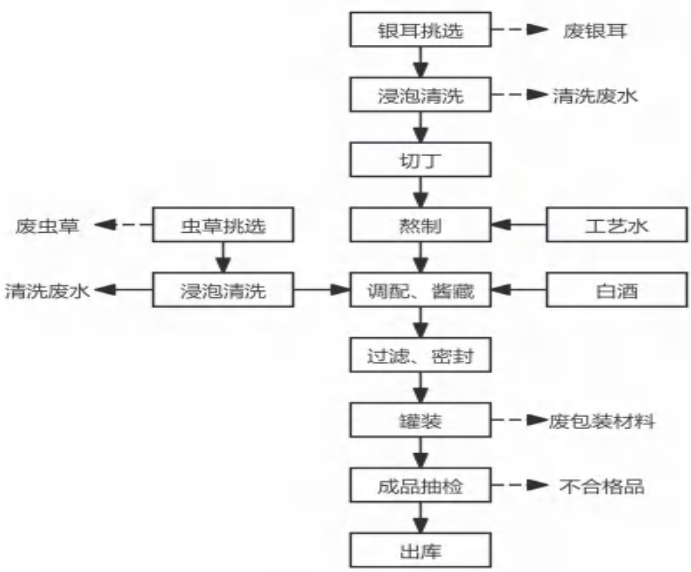 银耳挑选
废银耳
浸泡清洗
清洗废水
切丁
废虫草
虫草挑选
熬制
工艺水
清洗废水
浸泡清洗
调配、酱藏
白酒
过滤、密封
罐装
废包装材料
成品抽检
不合格品
出库